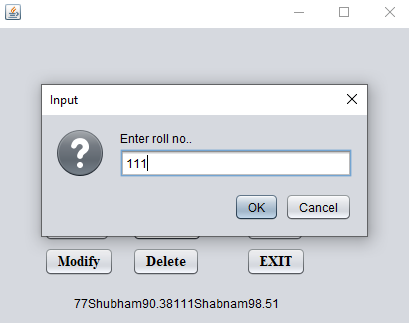 Input
Enter roll no..
111
OK Cancel
Modify Delete EXIT
77Shubham90.38111Shabnam98.51